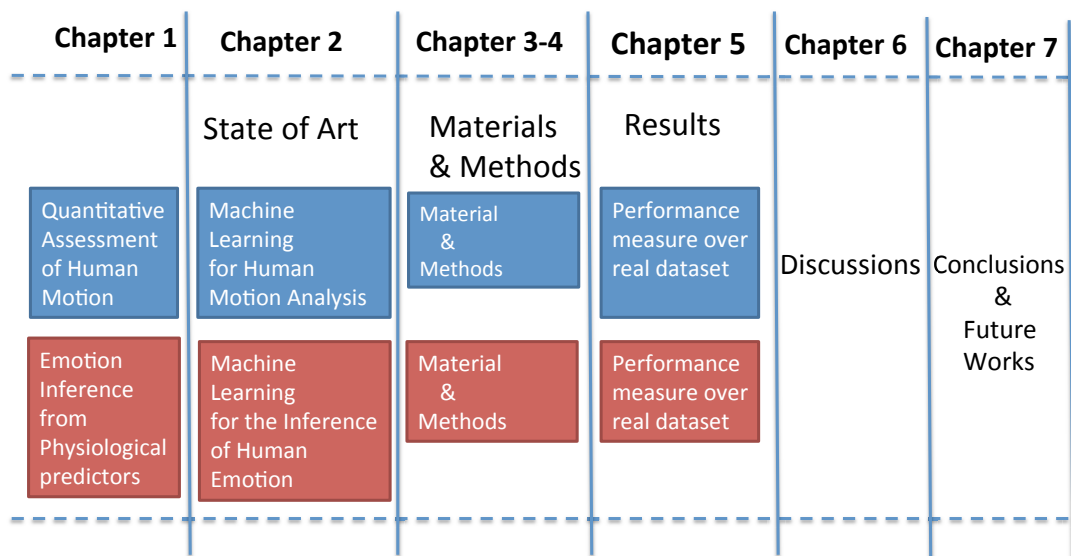 Chapter 1
Chapter 2
Chapter 3-4
Chapter 5
Chapter 6
Chapter 7
State of Art
Materials
& Methods
Results
Quantitative
Assessment
of Human
Motion
Machine
Learning
for Human
Motion Analysis
Material
&
Methods
Performance
measure over
real dataset
Discussions
Conclusions
&
Future
Works
Emotion
Inference
from
Physiological
predictors
Machine
Learning
for the Inference
of Human
Emotion
Material
&
Methods
Performance
measure over
real dataset